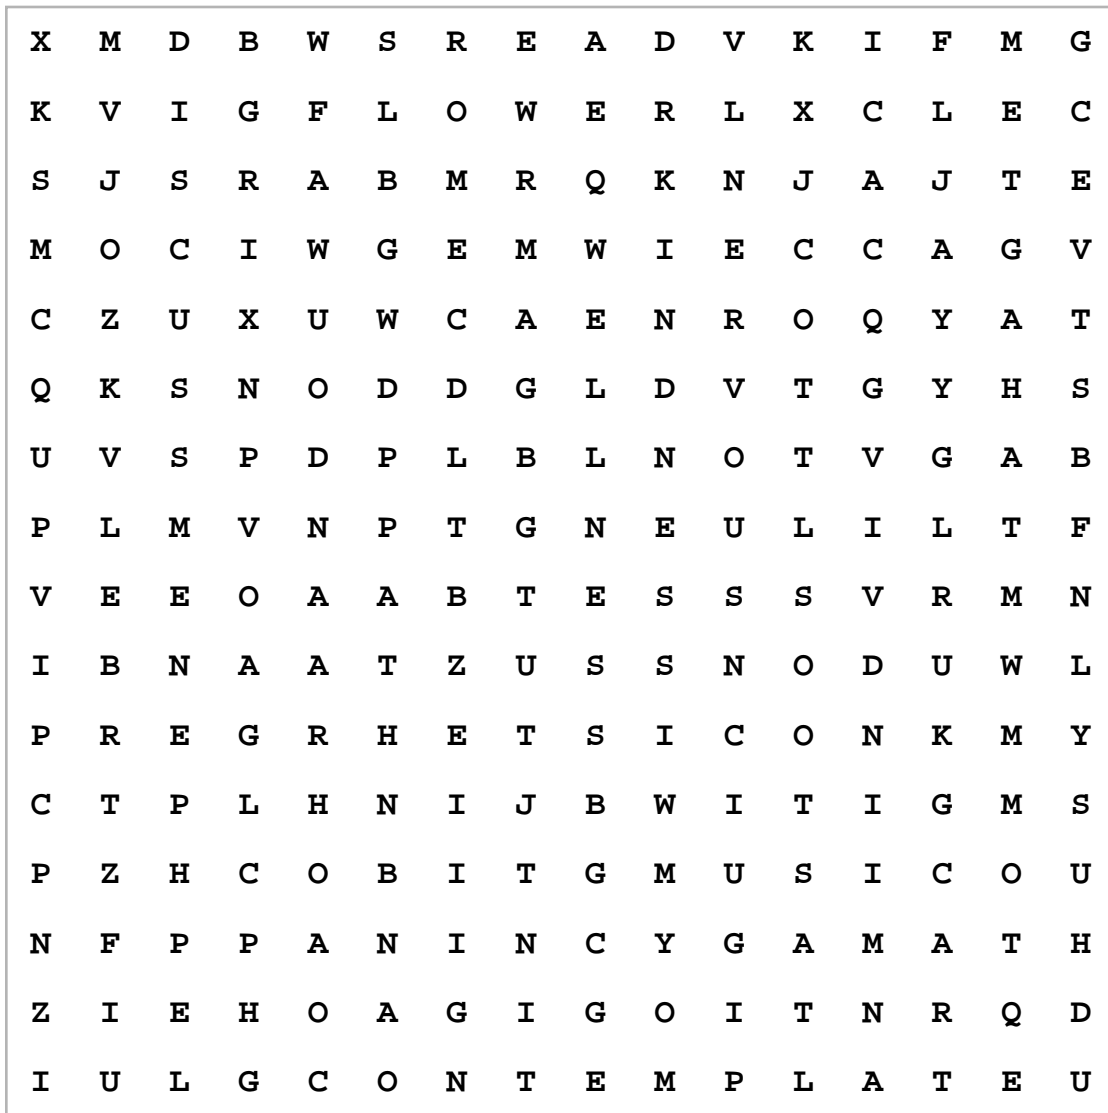 X M D B W S R E A D V K I F M G
K V I G F L O W E R L X C L E C
S J S R A B M R Q K N J A J T E
M O C I W G E M W I E C C A G V
C Z U X U W C A E N R O Q Y A T
Q K S N O D D G L D V T G Y H S
U V S P D P L B L N O T V G A B
P L M V N P T G N E U L I L T F
V E E O A A B T E S S S V R M N
I B N A A T Z U S S N O D U W L
P R E G R H E T S I C O N K M Y
C T P L H N I J B W I T I G M S
P Z H C O B I T G M U S I C O U
N F P P A N I N C Y G A M A T H
Z I E H O A G I G O I T N R Q D
I U L G C O N T E M P L A T E U